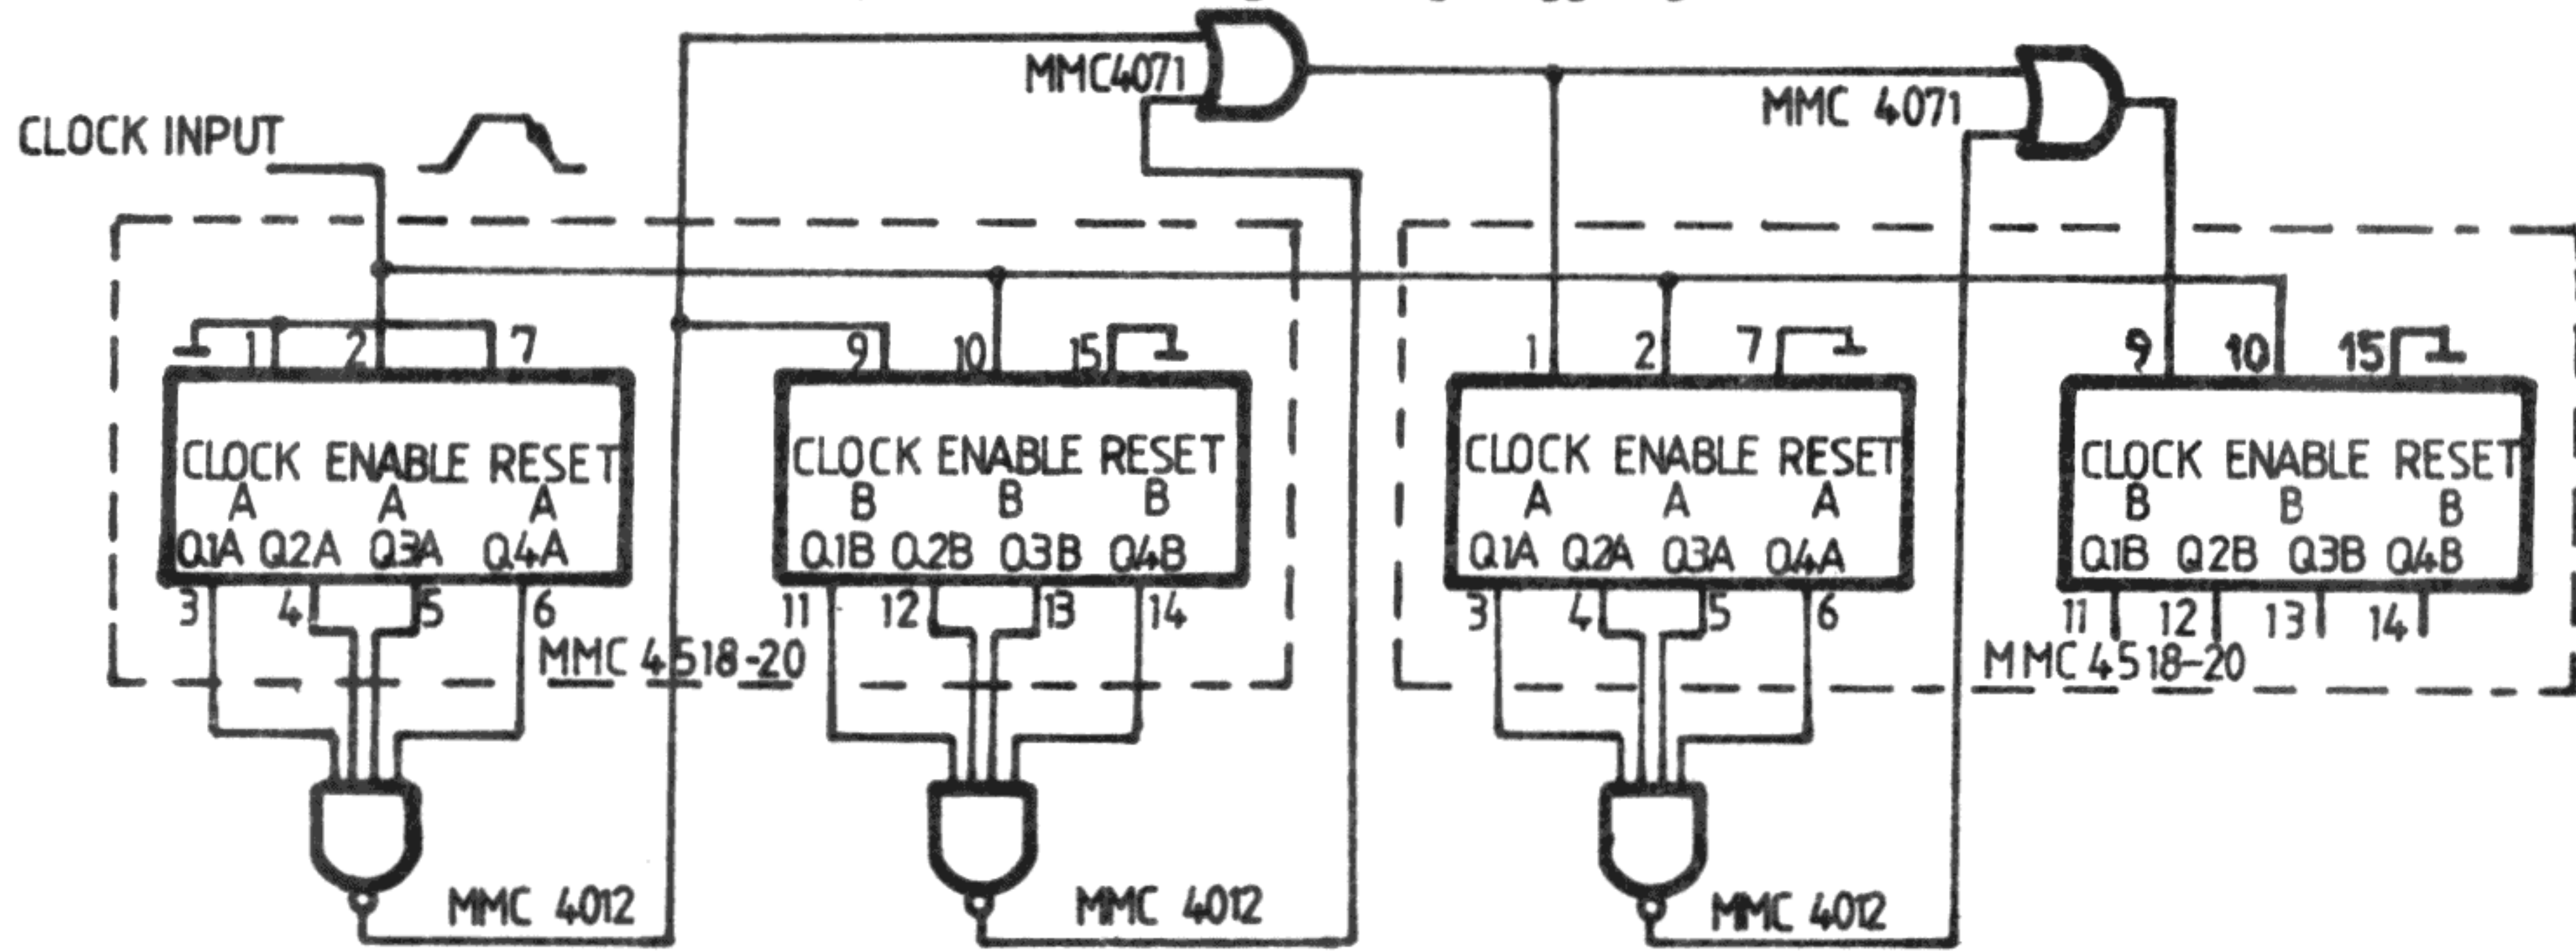 MMC4071
MMC 4071
CLOCK INPUT
1 2 7
9 10 15
1 2 7
9 10 15
CLOCK ENABLE RESET
A A A
Q1A Q2A Q3A Q4A
CLOCK ENABLE RESET
B B B
Q1B Q2B Q3B Q4B
CLOCK ENABLE RESET
A A A
Q1A Q2A Q3A Q4A
CLOCK ENABLE RESET
B B B
Q1B Q2B Q3B Q4B
3 4 5 6
11 12 13 14
3 4 5 6
11 12 13 14
MMC 4518-20
MMC 4518-20
MMC 4012
MMC 4012
MMC 4012